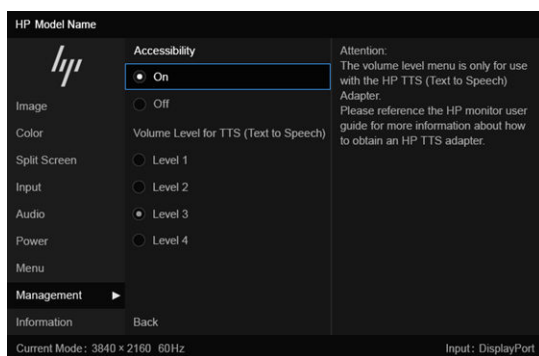 HP Model Name
hp
Image
Color
Split Screen
Input
Audio
Power
Menu
Management
Information
Accessibility
On
Off
Volume Level for TTS (Text to Speech)
Level 1
Level 2
Level 3
Level 4
Back
Attention:
The volume level menu is only for use
with the HP TTS (Text to Speech)
Adapter.
Please reference the HP monitor user
guide for more information about how
to obtain an HP TTS adapter.
Current Mode: 3840 × 2160 60Hz
Input: DisplayPort